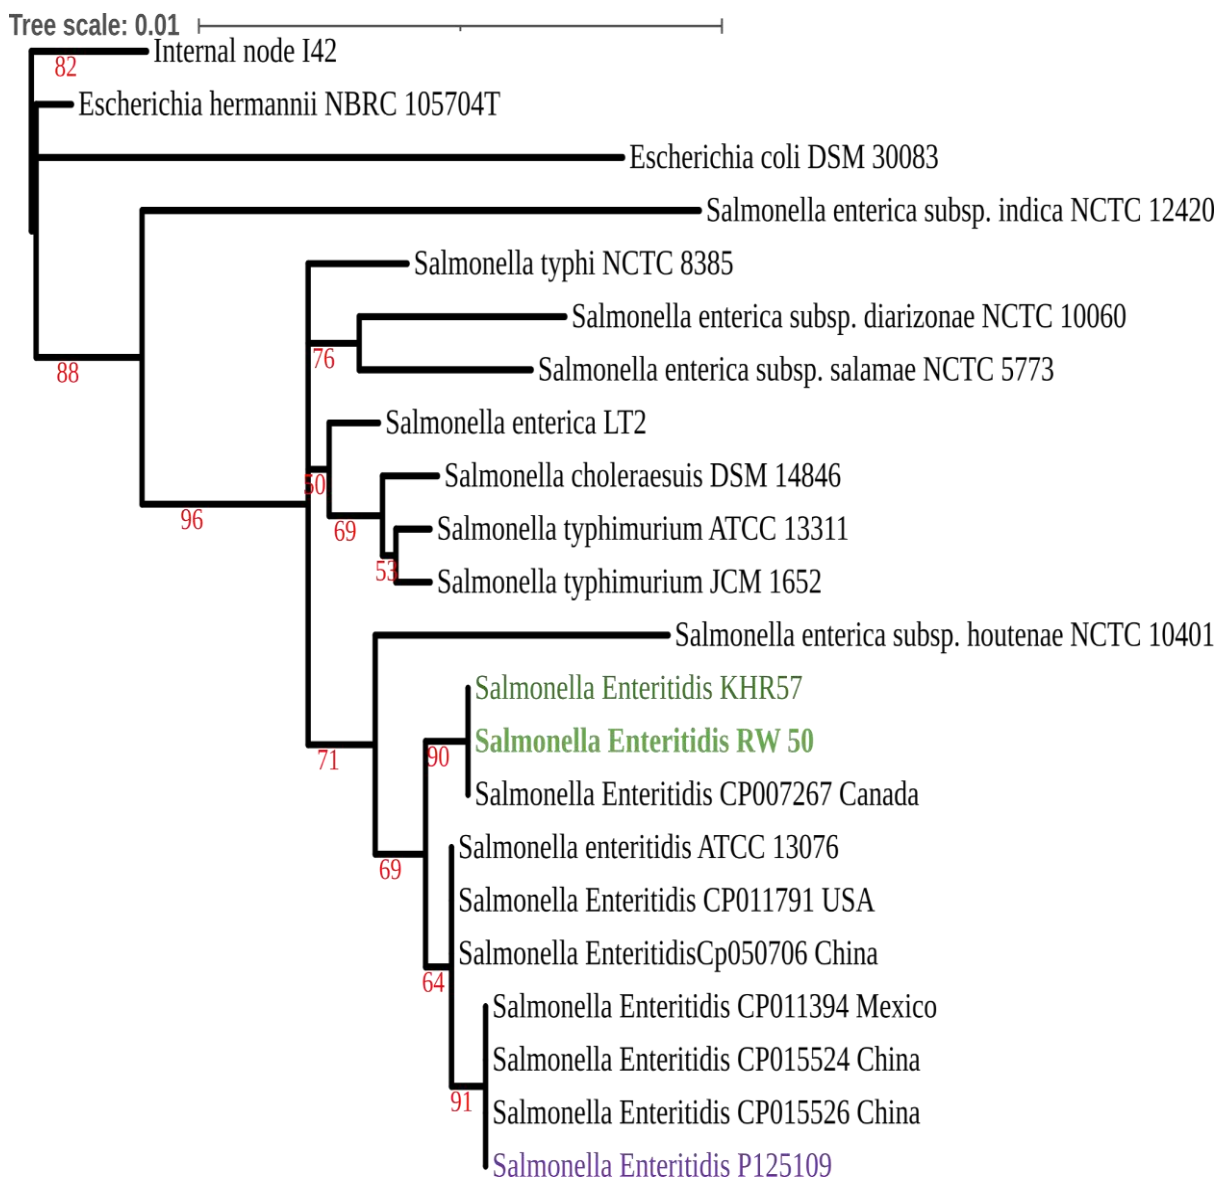 Tree scale: 0.01
Internal node I42
82
Escherichia hermannii NBRC 105704T
Escherichia coli DSM 30083
Salmonella enterica subsp. indica NCTC 12420
Salmonella typhi NCTC 8385
Salmonella enterica subsp. diarizonae NCTC 10060
76
Salmonella enterica subsp. salamae NCTC 5773
88
Salmonella enterica LT2
Salmonella choleraesuis DSM 14846
50
96
Salmonella typhimurium ATCC 13311
69
53
Salmonella typhimurium JCM 1652
Salmonella enterica subsp. houtenae NCTC 10401
Salmonella Enteritidis KHR57
Salmonella Enteritidis RW 50
90
71
Salmonella Enteritidis CP007267 Canada
Salmonella enteritidis ATCC 13076
69
Salmonella Enteritidis CP011791 USA
Salmonella EnteritidisCp050706 China
64
Salmonella Enteritidis CP011394 Mexico
Salmonella Enteritidis CP015524 China
91
Salmonella Enteritidis CP015526 China
Salmonella Enteritidis P125109